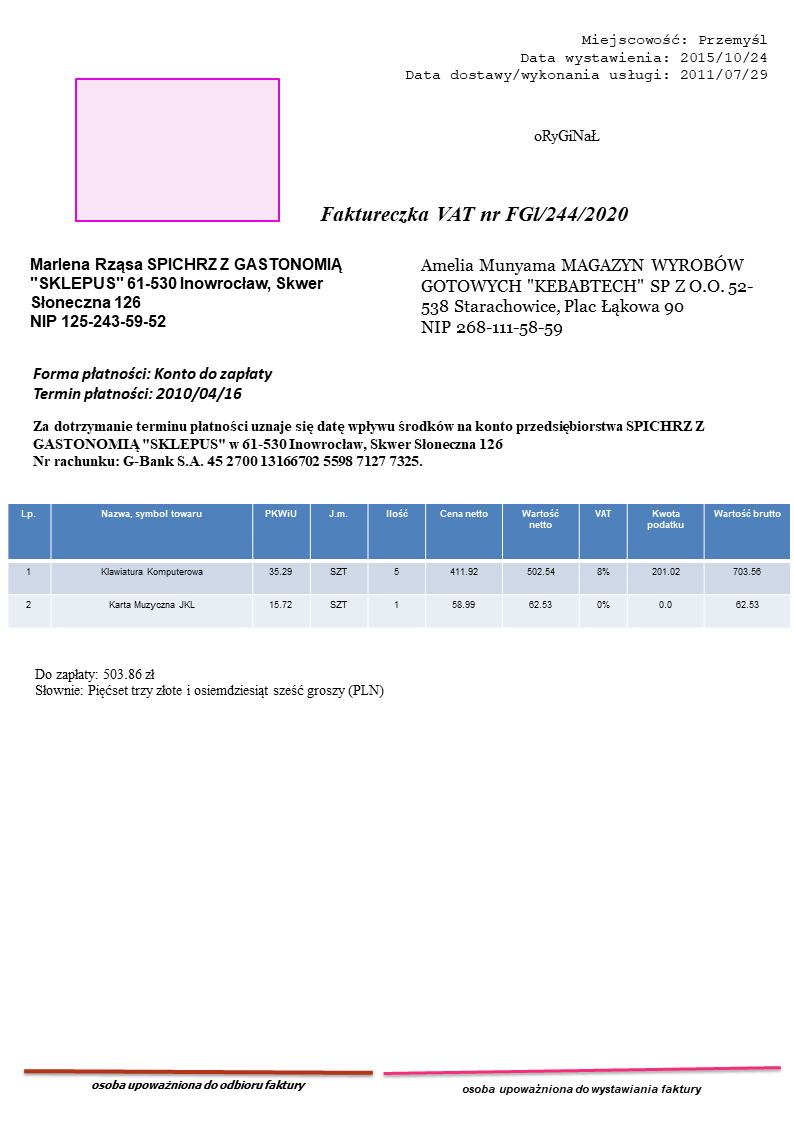 Miejscowość: Przemyśl
Data wystawienia: 2015/10/24
Data dostawy/wykonania usługi: 2011/07/29
oRyGiNaŁ
Faktureczka VAT nr FGl/244/2020
Marlena Rząsa SPICHRZ Z GASTONOMIĄ
"SKLEPUS" 61-530 Inowrocław, Skwer
Słoneczna 126
NIP 125-243-59-52
Amelia Munyama MAGAZYN WYROBÓW
GOTOWYCH "KEBABTECH" SP Z O.O. 52-
538 Starachowice, Plac Łąkowa 90
NIP 268-111-58-59
Forma płatności: Konto do zapłaty
Termin płatności: 2010/04/16
Za dotrzymanie terminu płatności uznaje się datę wpływu środków na konto przedsiębiorstwa SPICHRZ Z
GASTONOMIĄ "SKLEPUS" w 61-530 Inowrocław, Skwer Słoneczna 126
Nr rachunku: G-Bank S.A. 45 2700 13166702 5598 7127 7325.
Lp. Nazwa, symbol towaru PKWiU J.m. Ilość Cena netto Wartość netto VAT Kwota podatku Wartość brutto
1 Klawiatura Komputerowa 35.29 SZT 5 411.92 502.54 8% 201.02 703.56
2 Karta Muzyczna JKL 15.72 SZT 1 58.99 62.53 0% 0.0 62.53
Do zapłaty: 503.86 zł
Słownie: Pięćset trzy złote i osiemdziesiąt sześć groszy (PLN)
osoba upoważniona do odbioru faktury
osoba upoważniona do wystawiania faktury